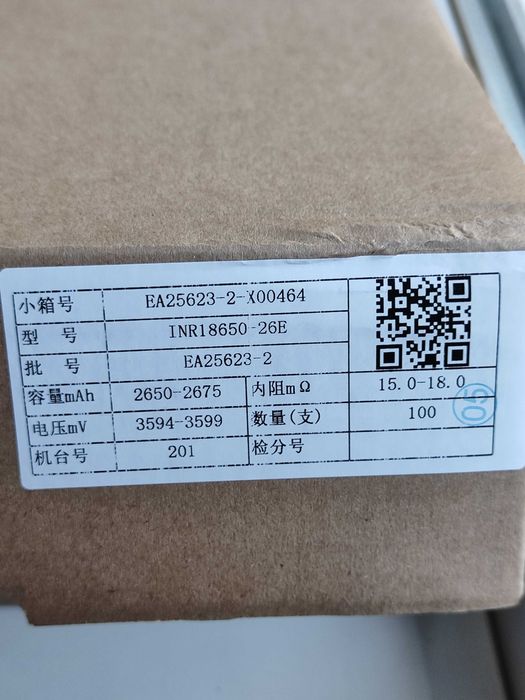 小箱号 EA25623-2-X00464
型 号 INR18650-26E
批 号 EA25623-2
容量mAh 2650-2675 内阻mΩ 15.0-18.0
电压mV 3594-3599 数量(支) 100
机台号 201 检分号
05